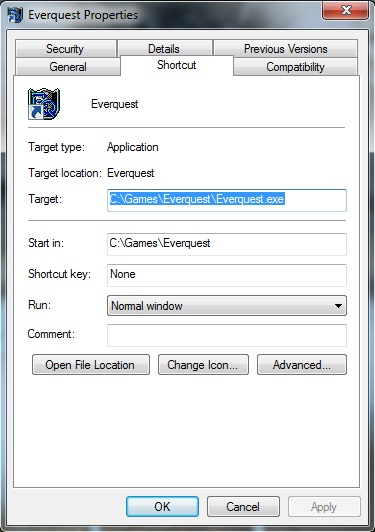 Everquest Properties
Security Details Previous Versions
General Shortcut Compatibility
Everquest
Target type: Application
Target location: Everquest
Target: C:\Games\Everquest\Everquest.exe
Start in: C:\Games\Everquest
Shortcut key: None
Run: Normal window
Comment:
Open File Location Change Icon... Advanced...
OK Cancel Apply